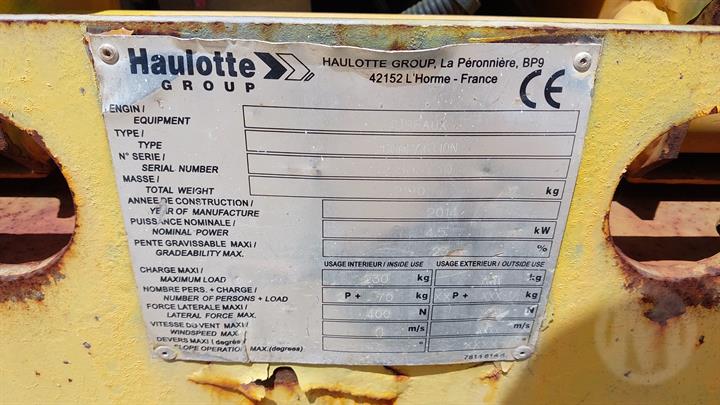 Haulotte
GROUP
HAULOTTE GROUP, La Péronnière, BP9
42152 L'Horme - France
CE
ENGIN /
EQUIPMENT
TYPE /
TYPE
N° SERIE /
SERIAL NUMBER
MASSE /
TOTAL WEIGHT
kg
ANNEE DE CONSTRUCTION /
YEAR OF MANUFACTURE
2014
PUISSANCE NOMINALE /
NOMINAL POWER
4.5 kW
PENTE GRAVISSABLE MAXI /
GRADEABILITY MAX.
%
USAGE INTERIEUR / INSIDE USE USAGE EXTERIEUR / OUTSIDE USE
CHARGE MAXI /
MAXIMUM LOAD
230 kg kg
NOMBRE PERS. + CHARGE /
NUMBER OF PERSONS + LOAD
P + 70 kg P + kg
FORCE LATERALE MAXI /
LATERAL FORCE MAX.
400 N N
VITESSE DU VENT MAXI /
WINDSPEED MAX.
0 m/s m/s
DEVERS MAXI (degrés) /
SLOPE OPERATION MAX.(degrees)
° °